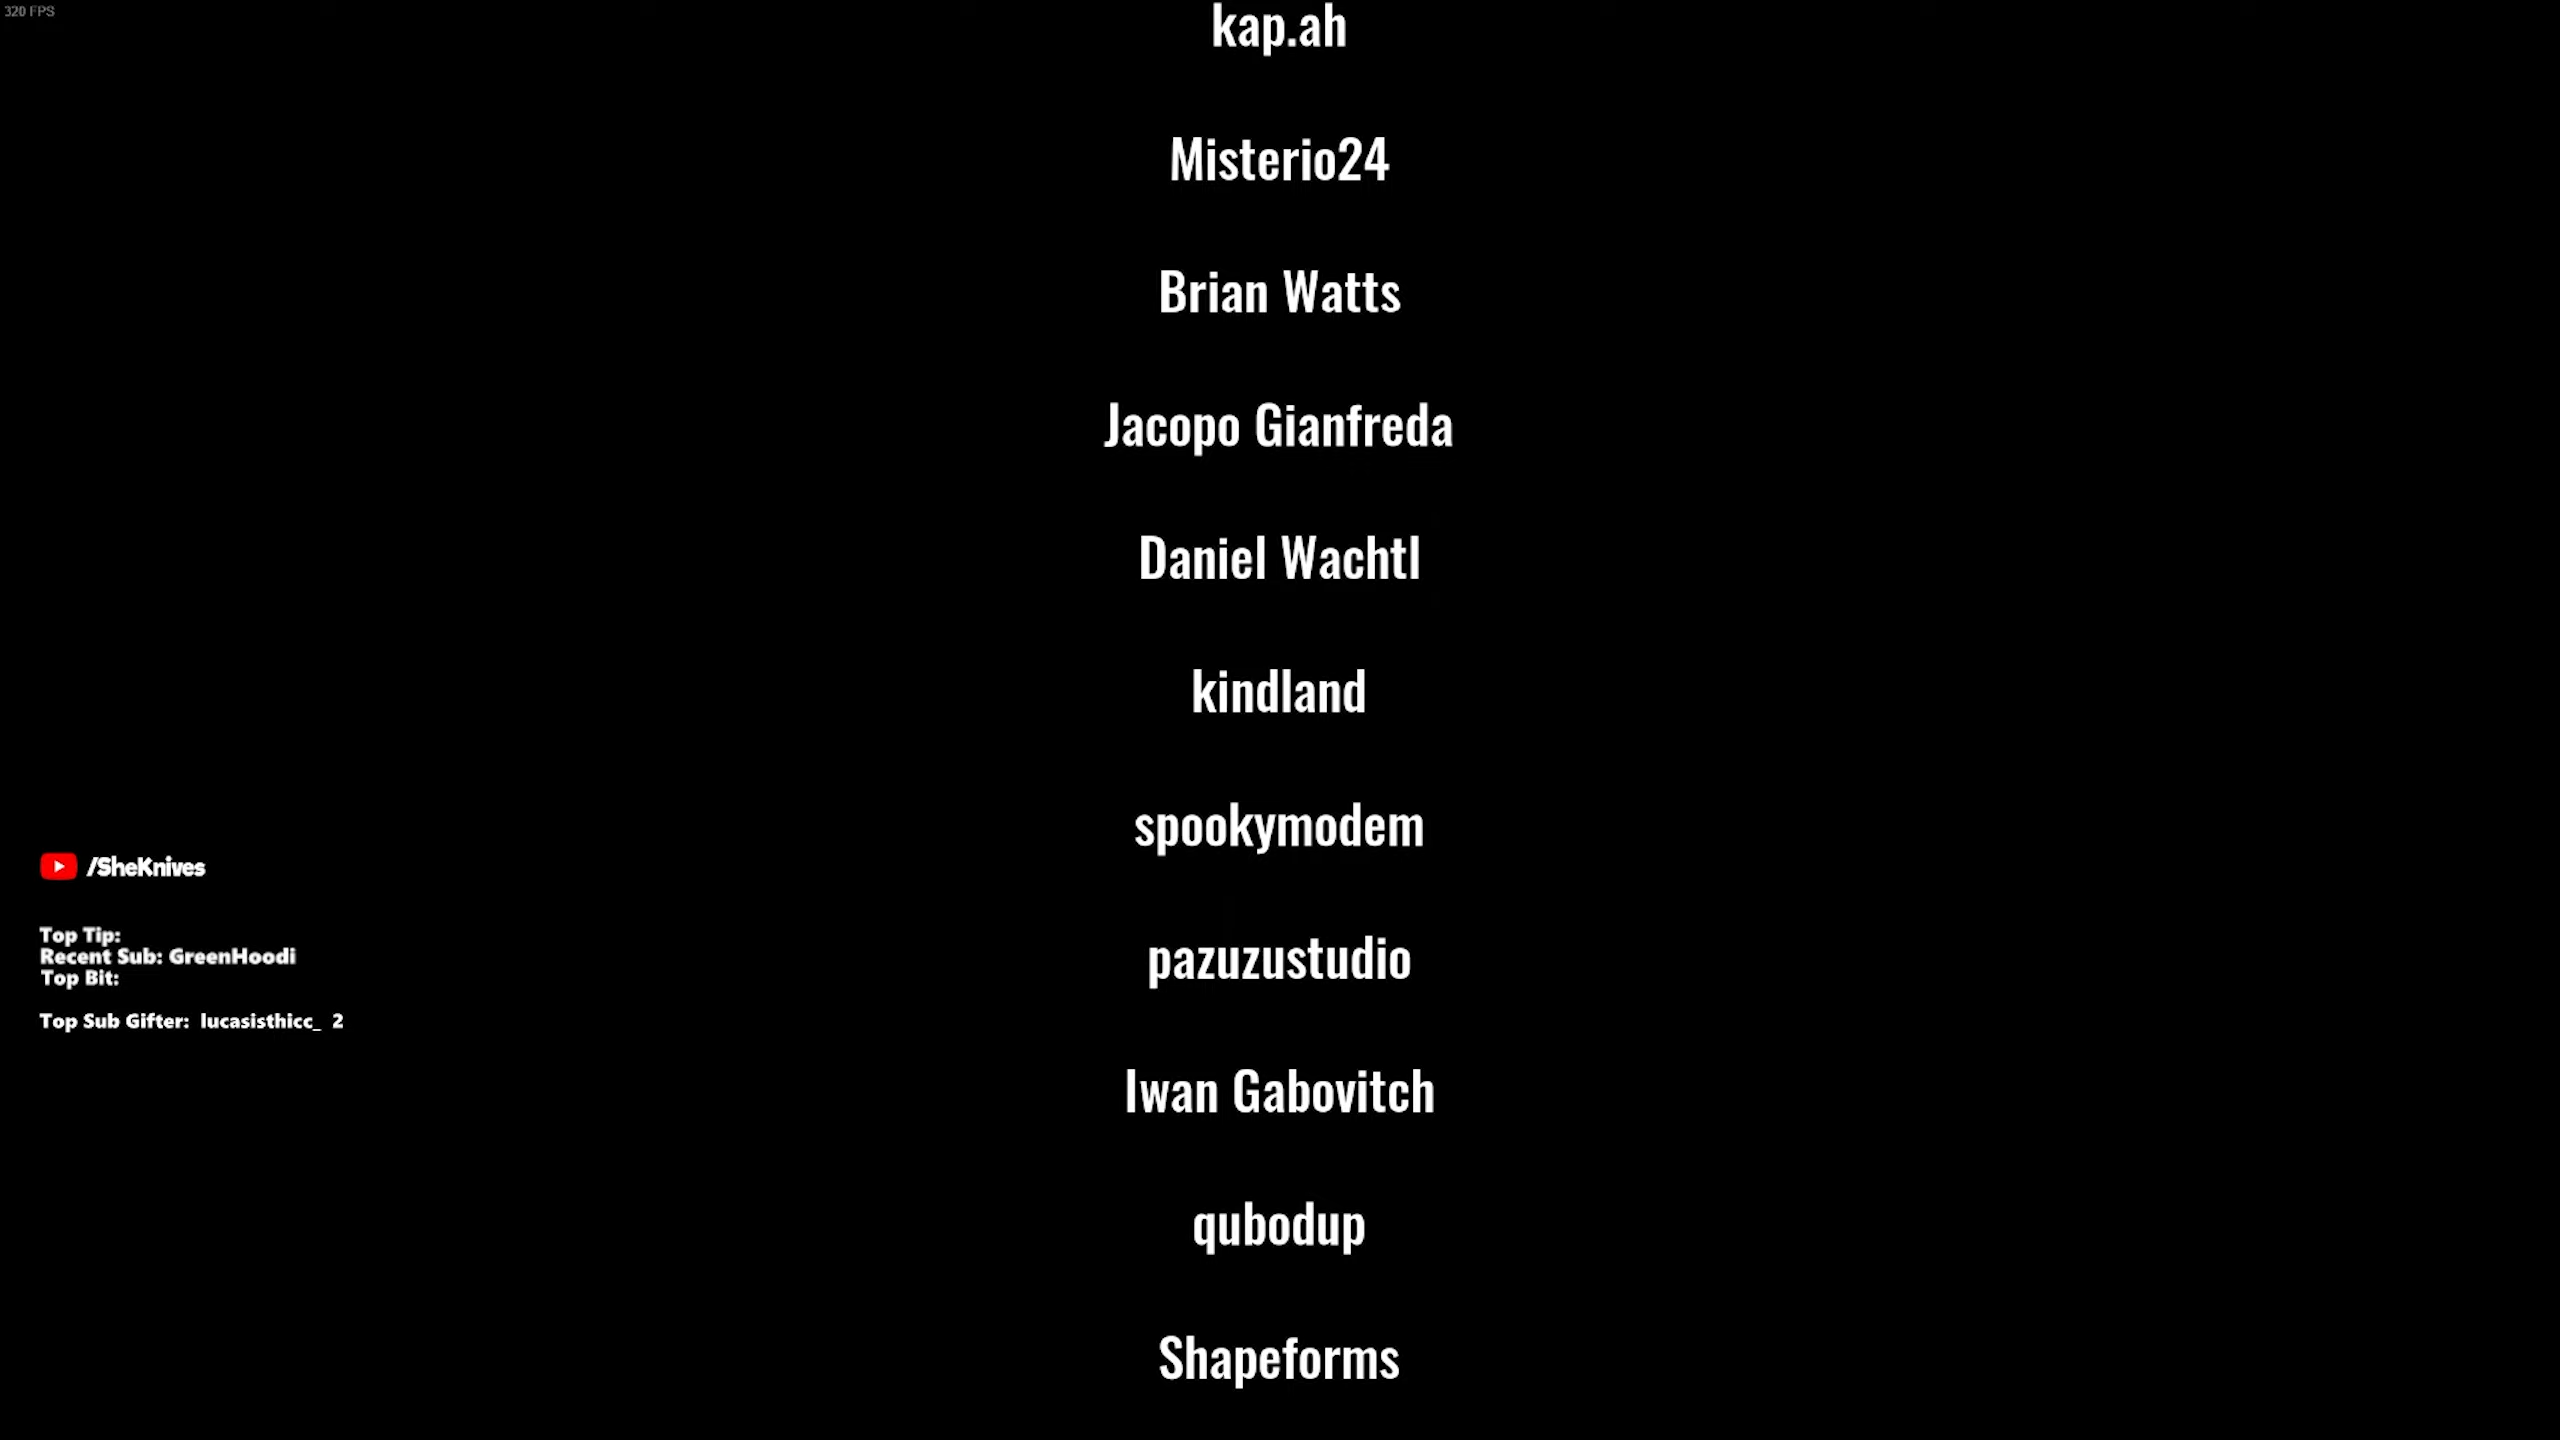 320 FPS
kap.ah
Misterio24
Brian Watts
Jacopo Gianfreda
Daniel Wachtl
kindland
spookymodem
/SheKnives
Top Tip:
Recent Sub: GreenHoodi
Top Bit:
Top Sub Gifter: lucasisthicc_ 2
pazuzustudio
Iwan Gabovitch
qubodup
Shapeforms